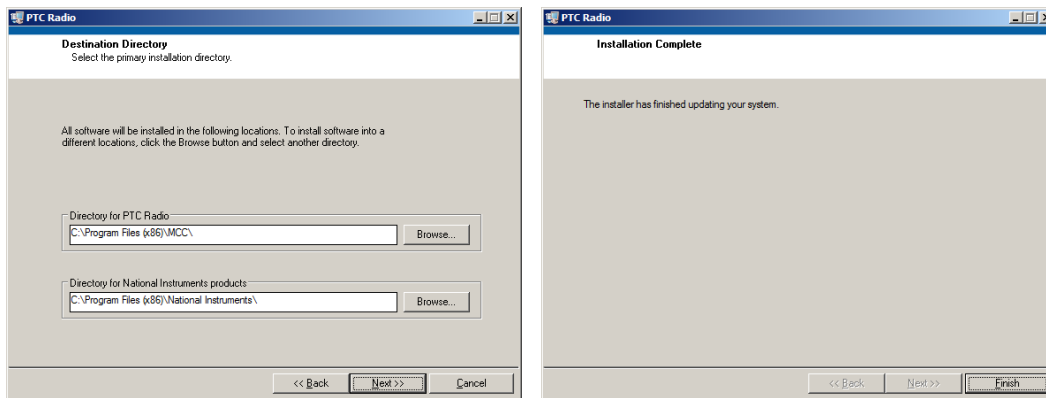 PTC Radio
Destination Directory
Select the primary installation directory.
All software will be installed in the following locations. To install software into a
different locations, click the Browse button and select another directory.
Directory for PTC Radio
C:\Program Files (x86)\MCC\
Browse...
Directory for National Instruments products
C:\Program Files (x86)\National Instruments\
Browse...
<< Back
Next >>
Cancel
PTC Radio
Installation Complete
The installer has finished updating your system.
<< Back
Next >>
Finish